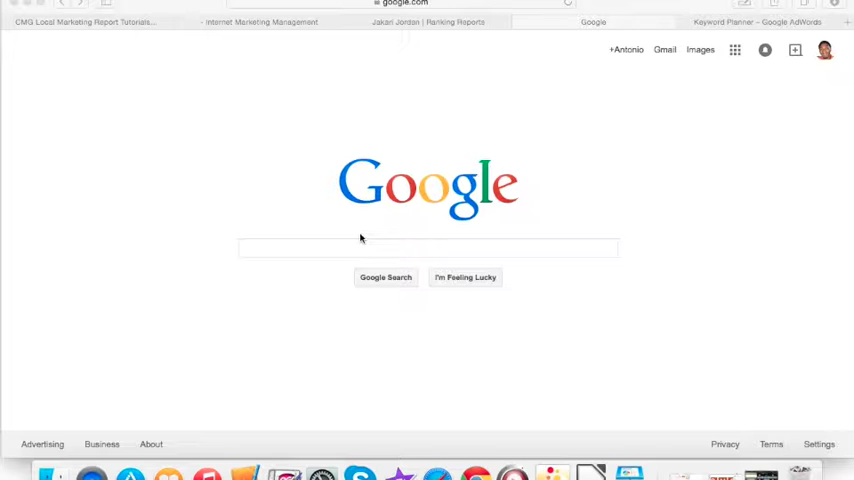 google.com
CMG Local Marketing Report Tutorials...
- Internet Marketing Management
Jakari Jordan | Ranking Reports
Google
Keyword Planner – Google AdWords
+Antonio
Gmail
Images
Google
Google Search
I'm Feeling Lucky
Advertising
Business
About
Privacy
Terms
Settings